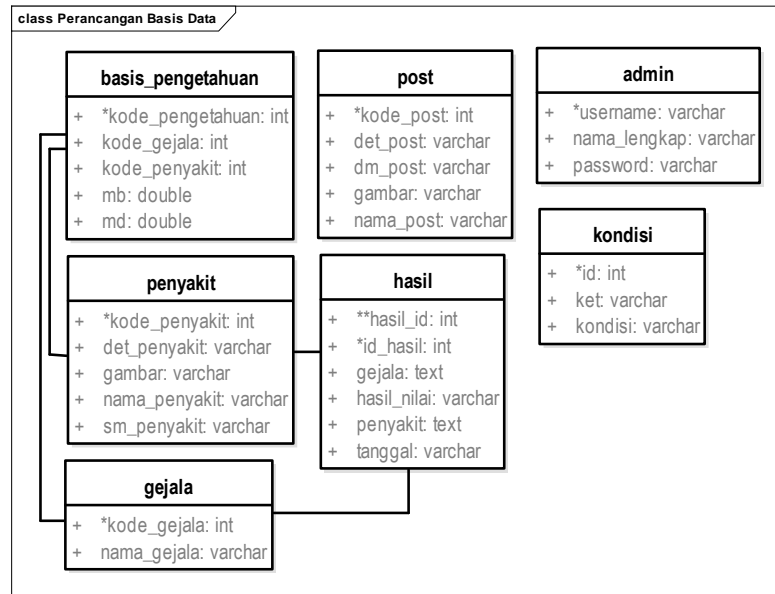 class Perancangan Basis Data
basis_pengetahuan
+ *kode_pengetahuan: int
+ kode_gejala: int
+ kode_penyakit: int
+ mb: double
+ md: double
post
+ *kode_post: int
+ det_post: varchar
+ dm_post: varchar
+ gambar: varchar
+ nama_post: varchar
admin
+ *username: varchar
+ nama_lengkap: varchar
+ password: varchar
kondisi
+ *id: int
+ ket: varchar
+ kondisi: varchar
penyakit
+ *kode_penyakit: int
+ det_penyakit: varchar
+ gambar: varchar
+ nama_penyakit: varchar
+ sm_penyakit: varchar
hasil
+ **hasil_id: int
+ *id_hasil: int
+ gejala: text
+ hasil_nilai: varchar
+ penyakit: text
+ tanggal: varchar
gejala
+ *kode_gejala: int
+ nama_gejala: varchar